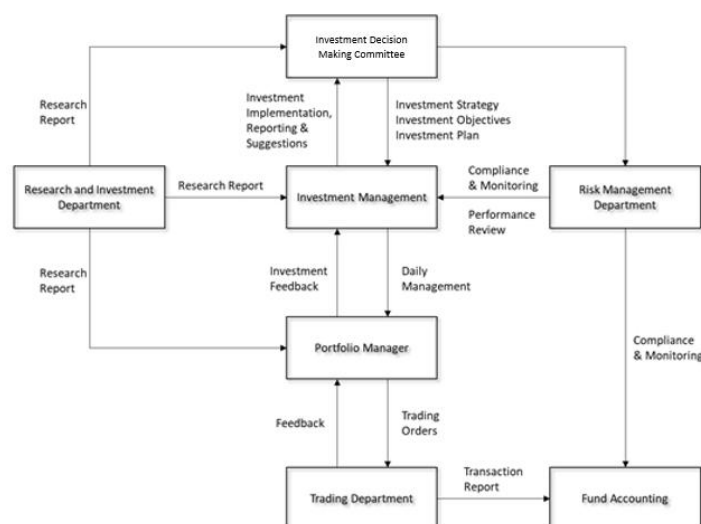 Investment Decision
Making Committee
Research
Report
Investment
Implementation,
Reporting &
Suggestions
Investment Strategy
Investment Objectives
Investment Plan
Research and Investment
Department
Research Report
Investment Management
Compliance
& Monitoring
Performance
Review
Risk Management
Department
Research
Report
Investment
Feedback
Daily
Management
Portfolio Manager
Compliance
& Monitoring
Feedback
Trading
Orders
Trading Department
Transaction
Report
Fund Accounting